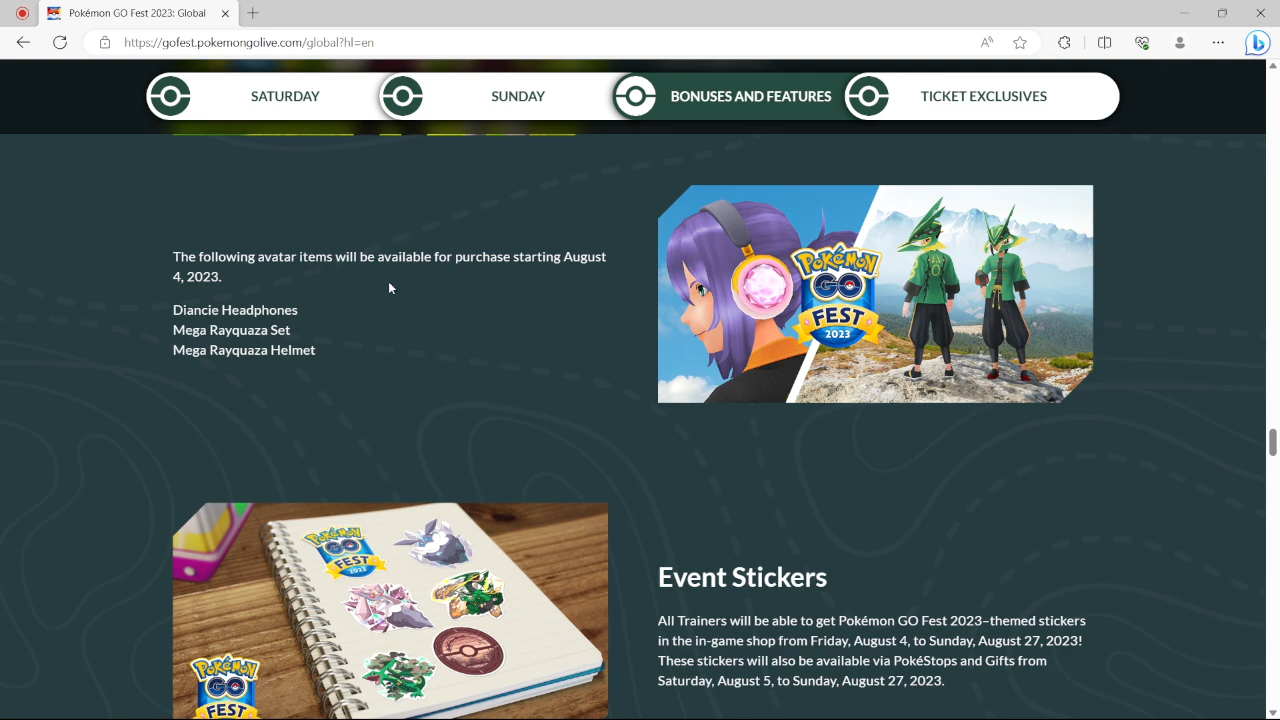 Pokémon GO Fest 2023: Global
https://gofest.pokemongolive.com/global?hl=en
SATURDAY
SUNDAY
BONUSES AND FEATURES
TICKET EXCLUSIVES
The following avatar items will be available for purchase starting August
4, 2023.
Diancie Headphones
Mega Rayquaza Set
Mega Rayquaza Helmet
Pokémon
GO
FEST
2023
Pokémon
GO
FEST
2023
Pokémon
GO
FEST
Event Stickers
All Trainers will be able to get Pokémon GO Fest 2023–themed stickers
in the in-game shop from Friday, August 4, to Sunday, August 27, 2023!
These stickers will also be available via PokéStops and Gifts from
Saturday, August 5, to Sunday, August 27, 2023.